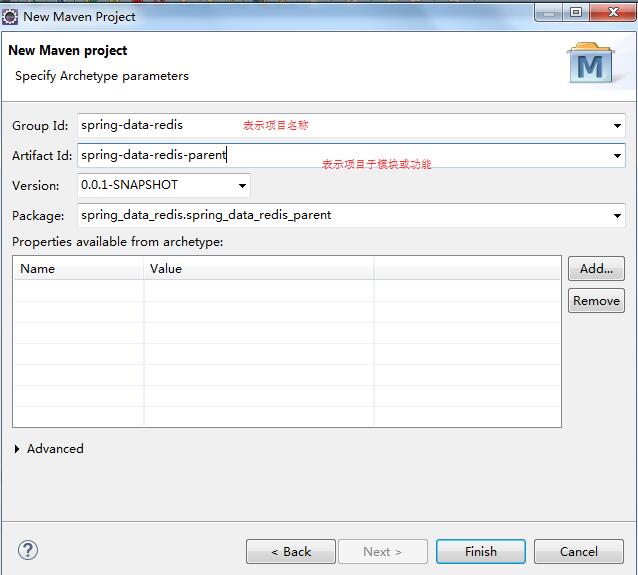 New Maven Project
New Maven project
Specify Archetype parameters
M
Group Id: spring-data-redis 表示项目名称
Artifact Id: spring-data-redis-parent 表示项目子模块或功能
Version: 0.0.1-SNAPSHOT
Package: spring_data_redis.spring_data_redis_parent
Properties available from archetype:
Name Value Add...
Remove
Advanced
? < Back Next > Finish Cancel